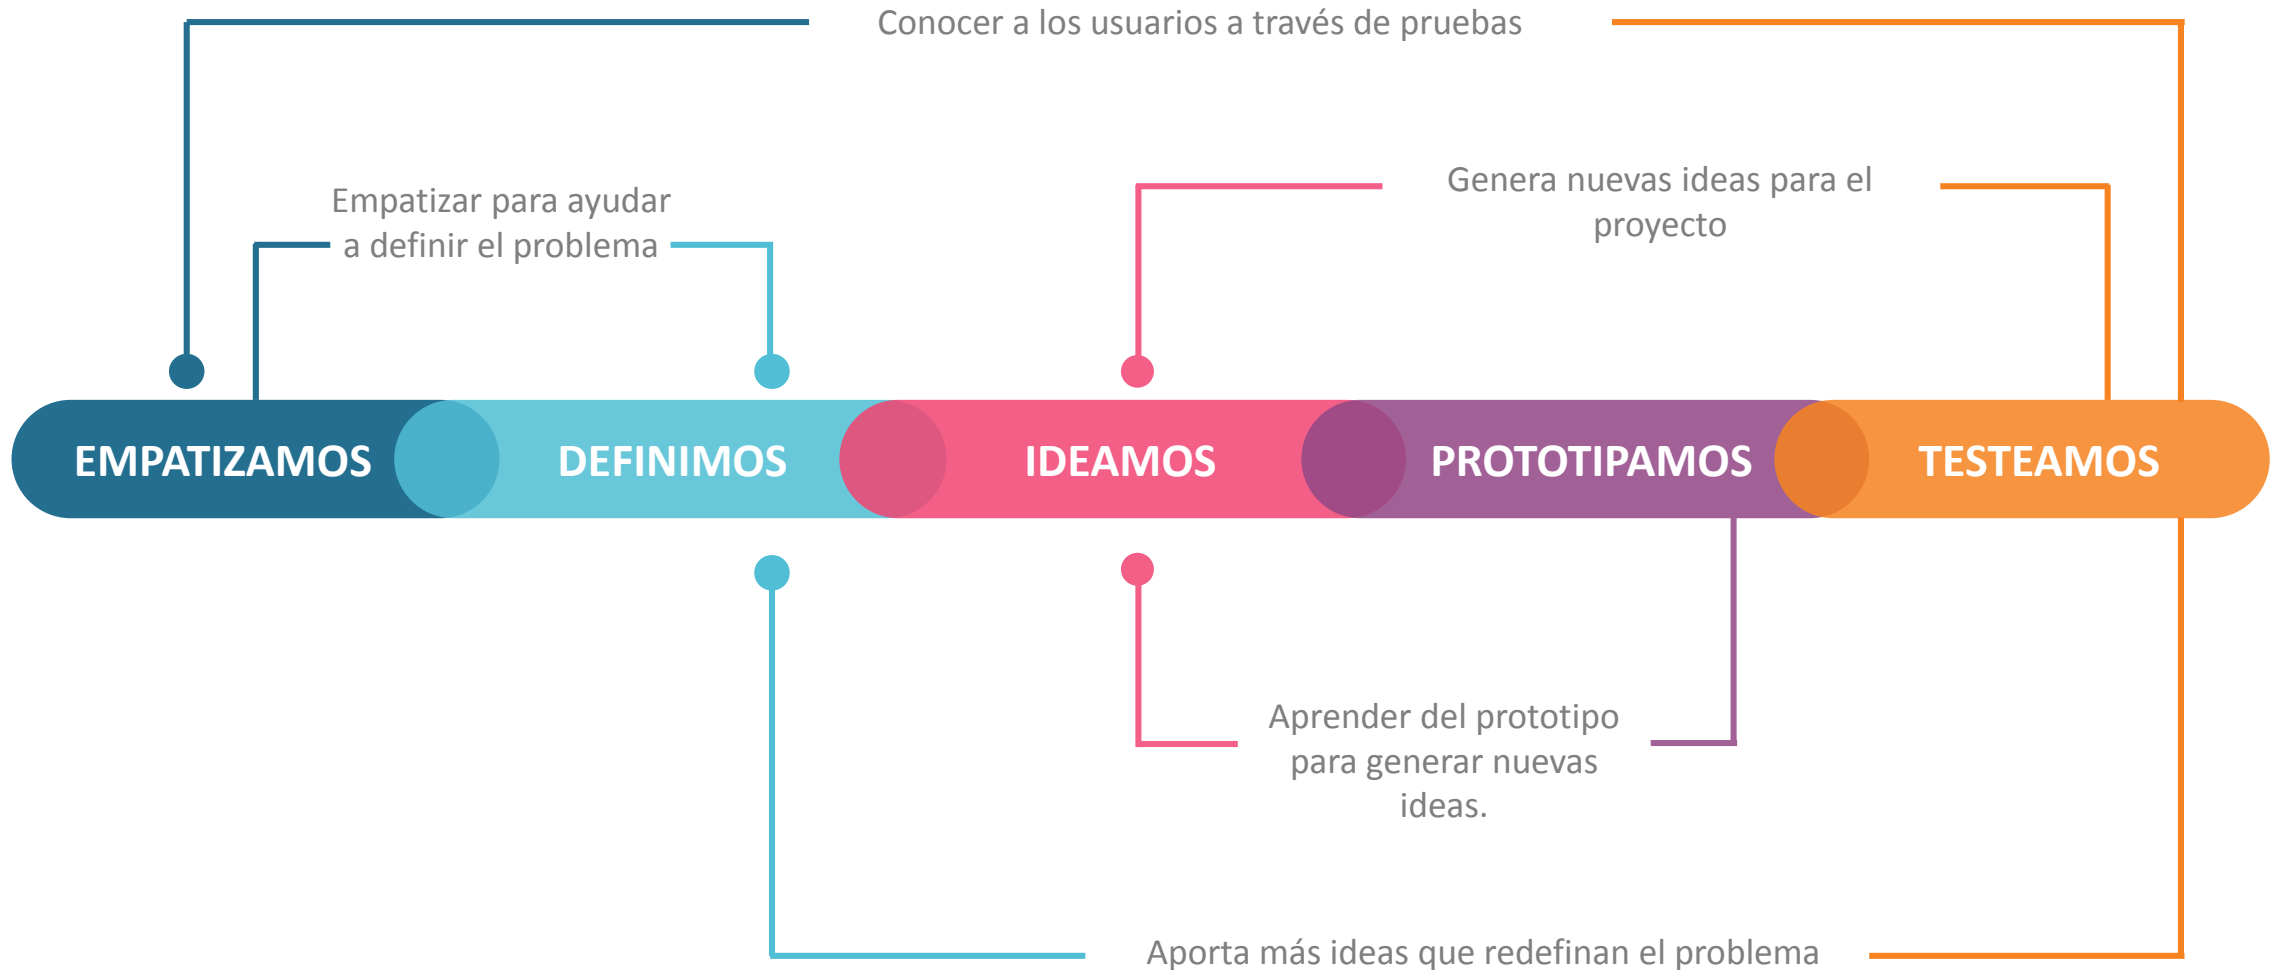 Conocer a los usuarios a través de pruebas
Empatizar para ayudar
a definir el problema
Genera nuevas ideas para el
proyecto
EMPATIZAMOS
DEFINIMOS
IDEAMOS
PROTOTIPAMOS
TESTEAMOS
Aprender del prototipo
para generar nuevas
ideas.
Aporta más ideas que redefinan el problema